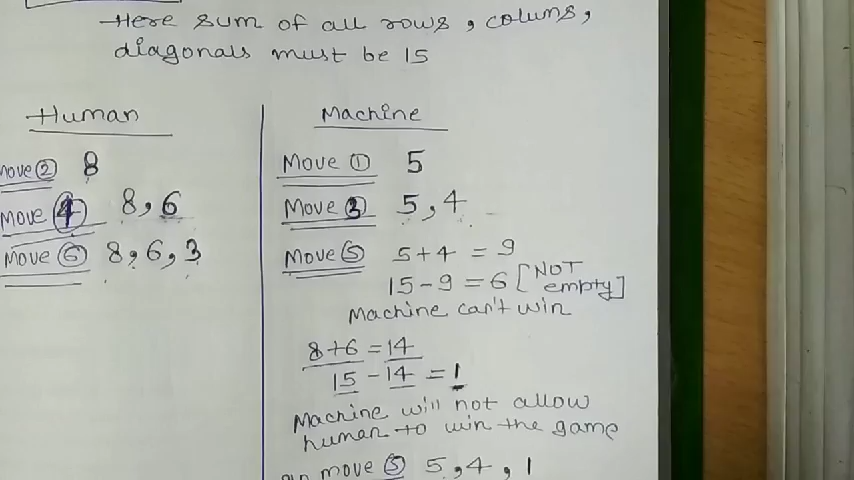 Here sum of all rows, colums,
diagonals must be 15
Human
Move ② 8
Move ④ 8, 6
Move ⑥ 8, 6, 3
Machine
Move ① 5
Move ③ 5, 4
Move ⑤ 5+4 = 9
15-9 = 6 [NOT empty]
Machine can't win
8+6 = 14
15-14 = 1
Machine will not allow
human to win the game
move ⑤ 5, 4, 1